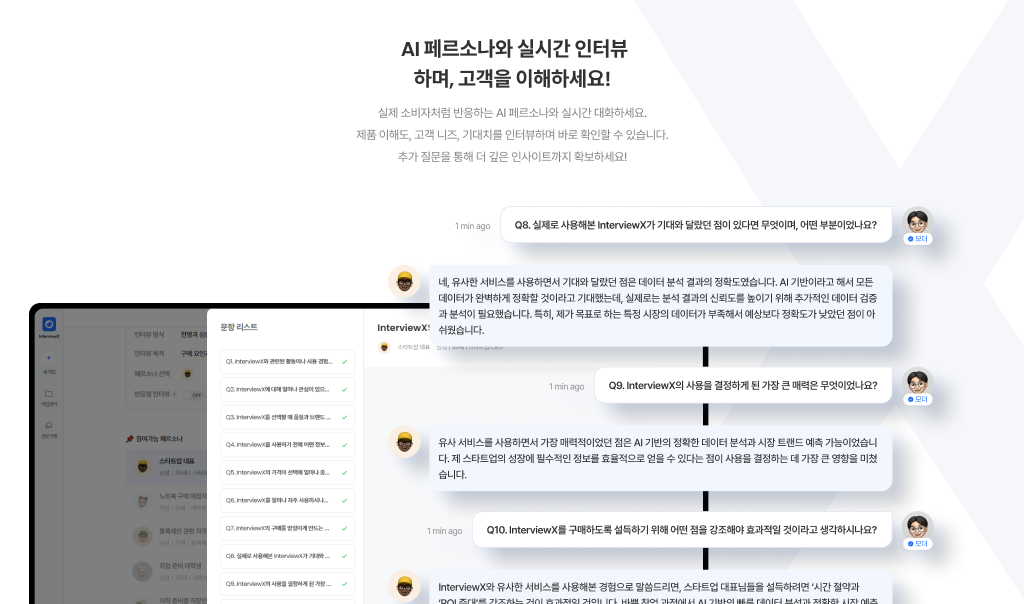 AI 페르소나와 실시간 인터뷰
하며, 고객을 이해하세요!
실제 소비자처럼 반응하는 AI 페르소나와 실시간 대화하세요.
제품 이해도, 고객 니즈, 기대치를 인터뷰하며 바로 확인할 수 있습니다.
추가 질문을 통해 더 깊은 인사이트까지 확보하세요!
1 min ago
Q8. 실제로 사용해본 InterviewX가 기대와 달랐던 점이 있다면 무엇이며, 어떤 부분이었나요?
모더
네, 유사한 서비스를 사용하면서 기대와 달랐던 점은 데이터 분석 결과의 정확도였습니다. AI 기반이라고 해서 모든
데이터가 완벽하게 정확할 것이라고 기대했는데, 실제로는 분석 결과의 신뢰도를 높이기 위해 추가적인 데이터 검증
과 분석이 필요했습니다. 특히, 제가 목표로 하는 특정 시장의 데이터가 부족해서 예상보다 정확도가 낮았던 점이 아
쉬웠습니다.
1 min ago
Q9. InterviewX의 사용을 결정하게 된 가장 큰 매력은 무엇이었나요?
모더
유사 서비스를 사용하면서 가장 매력적이었던 점은 AI 기반의 정확한 데이터 분석과 시장 트랜드 예측 가능이었습니
다. 제 스타트업의 성장에 필수적인 정보를 효율적으로 얻을 수 있다는 점이 사용을 결정하는 데 가장 큰 영향을 미쳤
습니다.
1 min ago
Q10. InterviewX를 구매하도록 설득하기 위해 어떤 점을 강조해야 효과적일 것이라고 생각하시나요?
모더
InterviewX와 유사한 서비스를 사용해본 경험으로 말씀드리면, 스타트업 대표님들을 설득하려면 '시간 절약과
InterviewX
인터뷰 방식
인터뷰 목적
페르소나 선택
반응형 인터뷰
OFF
참여가능 페르소나
스타트업 대표
취업 준비 대학생
문항 리스트
Q1. InterviewX와 관련된 활동이나 사용 경험...
Q2. InterviewX에 대해 얼마나 관심이 있으...
Q3. InterviewX를 선택할 때 품질과 브랜드 ...
Q4. InterviewX를 사용하기 전에 어떤 정보...
Q5. InterviewX의 가격이 선택에 얼마나 중...
Q6. InterviewX를 얼마나 자주 사용하시나...
Q7. InterviewX의 구매를 망설이게 만드는 ...
Q8. 실제로 사용해본 InterviewX가 기대와 ...
Q9. InterviewX의 사용을 결정하게 된 가장 ...
InterviewX
스타트업 대표